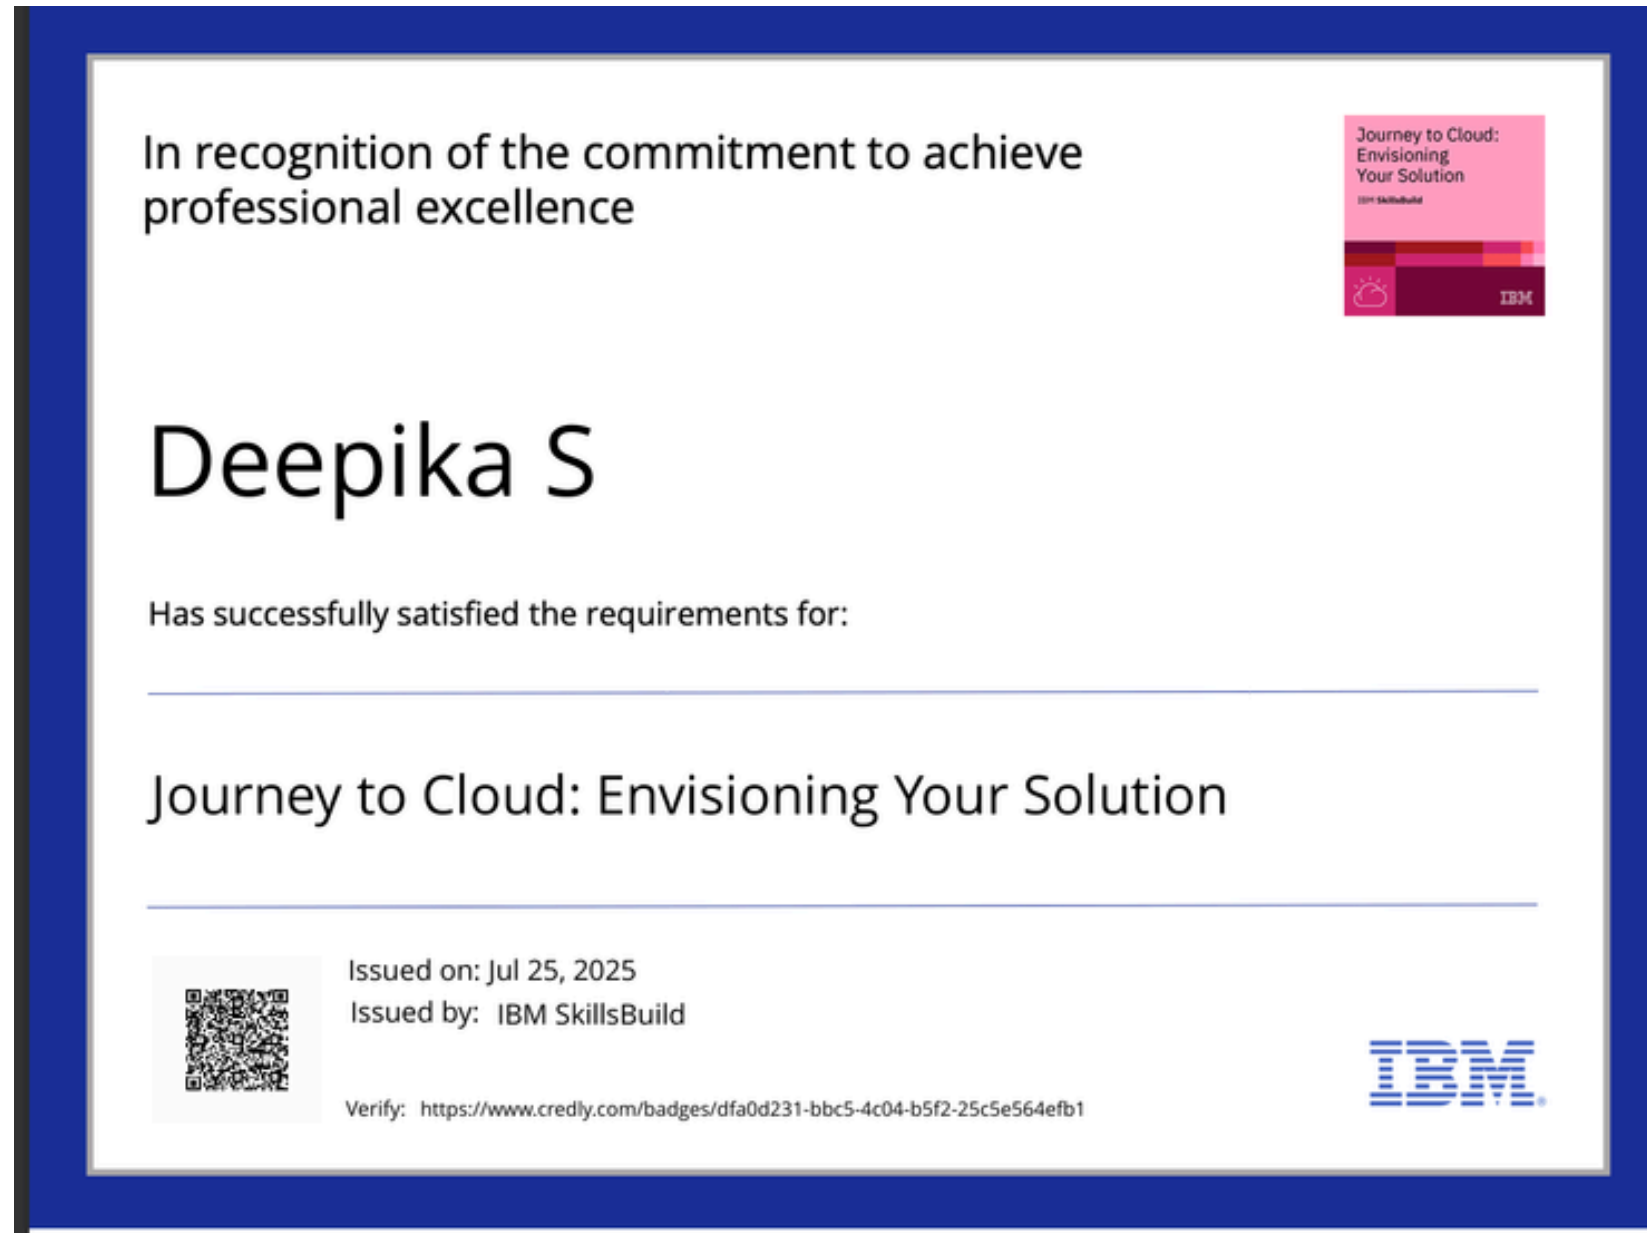 In recognition of the commitment to achieve
professional excellence
Journey to Cloud:
Envisioning
Your Solution
IBM SkillsBuild
IBM
Deepika S
Has successfully satisfied the requirements for:
Journey to Cloud: Envisioning Your Solution
Issued on: Jul 25, 2025
Issued by: IBM SkillsBuild
Verify: https://www.credly.com/badges/dfa0d231-bbc5-4c04-b5f2-25c5e564efb1
IBM®